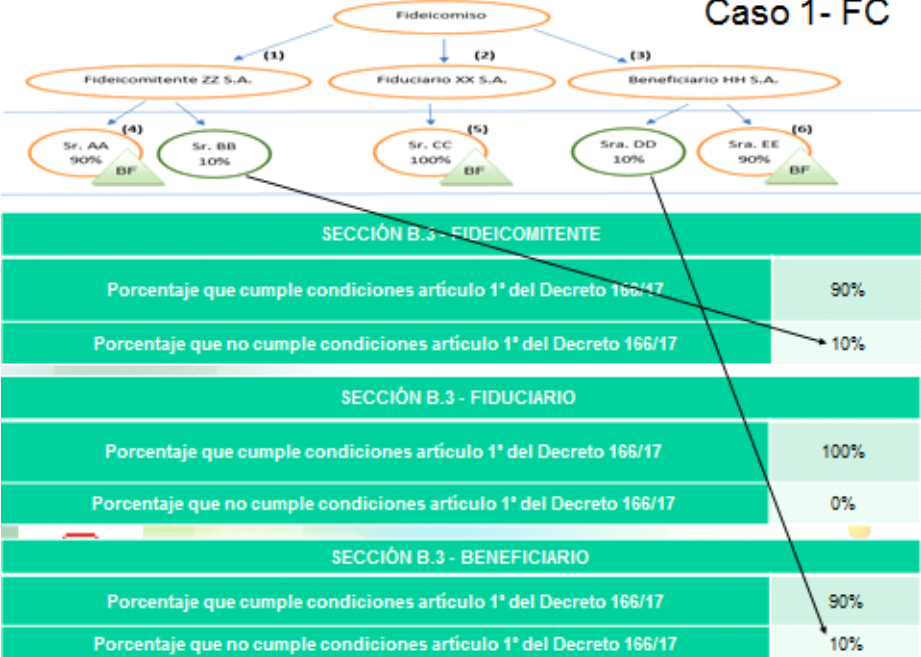 Caso 1- FC
Fideicomiso
(1)
(2)
(3)
Fideicomitente ZZ S.A.
Fiduciario XX S.A.
Beneficiario HH S.A.
(4)
(5)
(6)
Sr. AA
90%
BF
Sr. BB
10%
Sr. CC
100%
BF
Sra. DD
10%
Sra. EE
90%
BF
SECCIÓN B.3 - FIDEICOMITENTE
Porcentaje que cumple condiciones artículo 1° del Decreto 166/17 90%
Porcentaje que no cumple condiciones artículo 1° del Decreto 166/17 10%
SECCIÓN B.3 - FIDUCIARIO
Porcentaje que cumple condiciones artículo 1° del Decreto 166/17 100%
Porcentaje que no cumple condiciones artículo 1° del Decreto 166/17 0%
SECCIÓN B.3 - BENEFICIARIO
Porcentaje que cumple condiciones artículo 1° del Decreto 166/17 90%
Porcentaje que no cumple condiciones artículo 1° del Decreto 166/17 10%